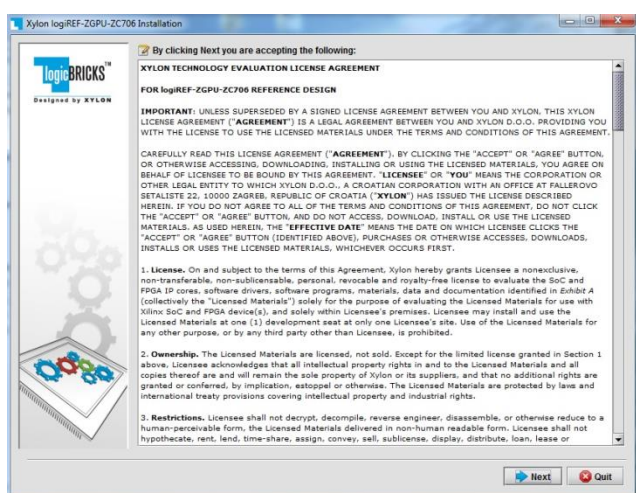 Xylon logiREF-ZGPU-ZC706 Installation
logicBRICKS™
Designed by XYLON
By clicking Next you are accepting the following:
XYLON TECHNOLOGY EVALUATION LICENSE AGREEMENT
FOR logiREF-ZGPU-ZC706 REFERENCE DESIGN
IMPORTANT: UNLESS SUPERSEDED BY A SIGNED LICENSE AGREEMENT BETWEEN YOU AND XYLON. THIS XYLON
LICENSE AGREEMENT ("AGREEMENT") IS A LEGAL AGREEMENT BETWEEN YOU AND XYLON D.O.O. PROVIDING YOU
WITH THE LICENSE TO USE THE LICENSED MATERIALS UNDER THE TERMS AND CONDITIONS OF THIS AGREEMENT.
CAREFULLY READ THIS LICENSE AGREEMENT ("AGREEMENT"). BY CLICKING THE "ACCEPT" OR "AGREE" BUTTON,
OR OTHERWISE ACCESSING, DOWNLOADING, INSTALLING OR USING THE LICENSED MATERIALS, YOU AGREE ON
BEHALF OF LICENSEE TO BE BOUND BY THIS AGREEMENT. "LICENSEE" OR "YOU" MEANS THE CORPORATION OR
OTHER LEGAL ENTITY TO WHICH XYLON D.O.O., A CROATIAN CORPORATION WITH AN OFFICE AT FALLEROVO
SETALISTE 22, 10000 ZAGREB, REPUBLIC OF CROATIA ("XYLON") HAS ISSUED THE LICENSE DESCRIBED
HEREIN. IF YOU DO NOT AGREE TO ALL OF THE TERMS AND CONDITIONS OF THIS AGREEMENT, DO NOT CLICK
THE "ACCEPT" OR "AGREE" BUTTON, AND DO NOT ACCESS, DOWNLOAD, INSTALL OR USE THE LICENSED
MATERIALS. AS USED HEREIN, THE "EFFECTIVE DATE" MEANS THE DATE ON WHICH LICENSEE CLICKS THE
"ACCEPT" OR "AGREE" BUTTON (IDENTIFIED ABOVE), PURCHASES OR OTHERWISE ACCESSES, DOWNLOADS,
INSTALLS OR USES THE LICENSED MATERIALS, WHICHEVER OCCURS FIRST.
1. License. On and subject to the terms of this Agreement, Xylon hereby grants Licensee a nonexclusive,
non-transferable, non-sublicensable, personal, revocable and royalty-free license to evaluate the SoC and
FPGA IP cores, software drivers, software programs, materials, data and documentation identified in Exhibit A
(collectively the "Licensed Materials") solely for the purpose of evaluating the Licensed Materials for use with
Xilinx SoC and FPGA device(s), and solely within Licensee's premises. Licensee may install and use the
Licensed Materials at one (1) development seat at only one Licensee's site. Use of the Licensed Materials for
any other purpose, or by any third party other than Licensee, is prohibited.
2. Ownership. The Licensed Materials are licensed, not sold. Except for the limited license granted in Section 1
above, Licensee acknowledges that all intellectual property rights in and to the Licensed Materials and all
copies thereof are and will remain the sole property of Xylon or its suppliers, and that no additional rights are
granted or conferred, by implication, estoppel or otherwise. The Licensed Materials are protected by laws and
international treaty provisions covering intellectual property and industrial rights.
3. Restrictions. Licensee shall not decrypt, decompile, reverse engineer, disassemble, or otherwise reduce to a
human-perceivable form, the Licensed Materials delivered in non-human readable form. Licensee shall not
hypothecate, rent, lend, time-share, assign, convey, sell, sublicense, display, distribute, loan, lease or
Next
Quit